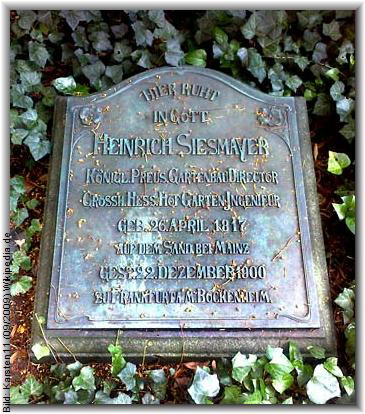 HIER RUHT
IN GOTT
HEINRICH SIESMAYER
KÖNIGL. PREUS. GARTENBAU DIRECTOR
GROSSH. HESS. HOF GARTEN INGENIEUR
GEB. 26. APRIL 1817
AUF DEM SAND BEI MAINZ
GEST. 22. DEZEMBER 1900
ZU FRANKFURT A. M. BOCKENHEIM.
Bild: Karsten11 (09/2009) Wikipedia.de